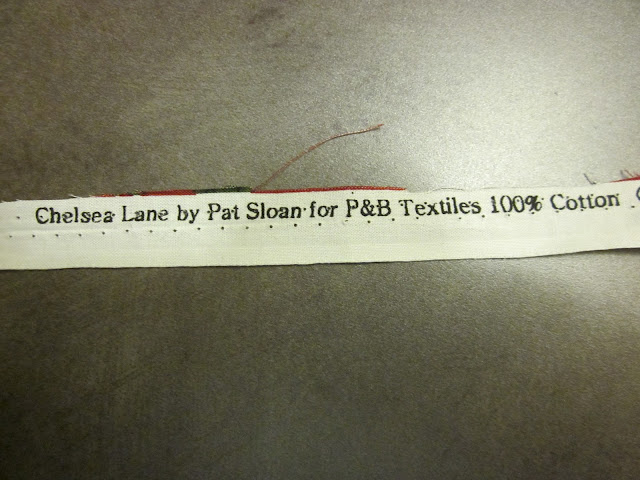 Chelsea Lane by Pat Sloan for P&B Textiles 100% Cotton